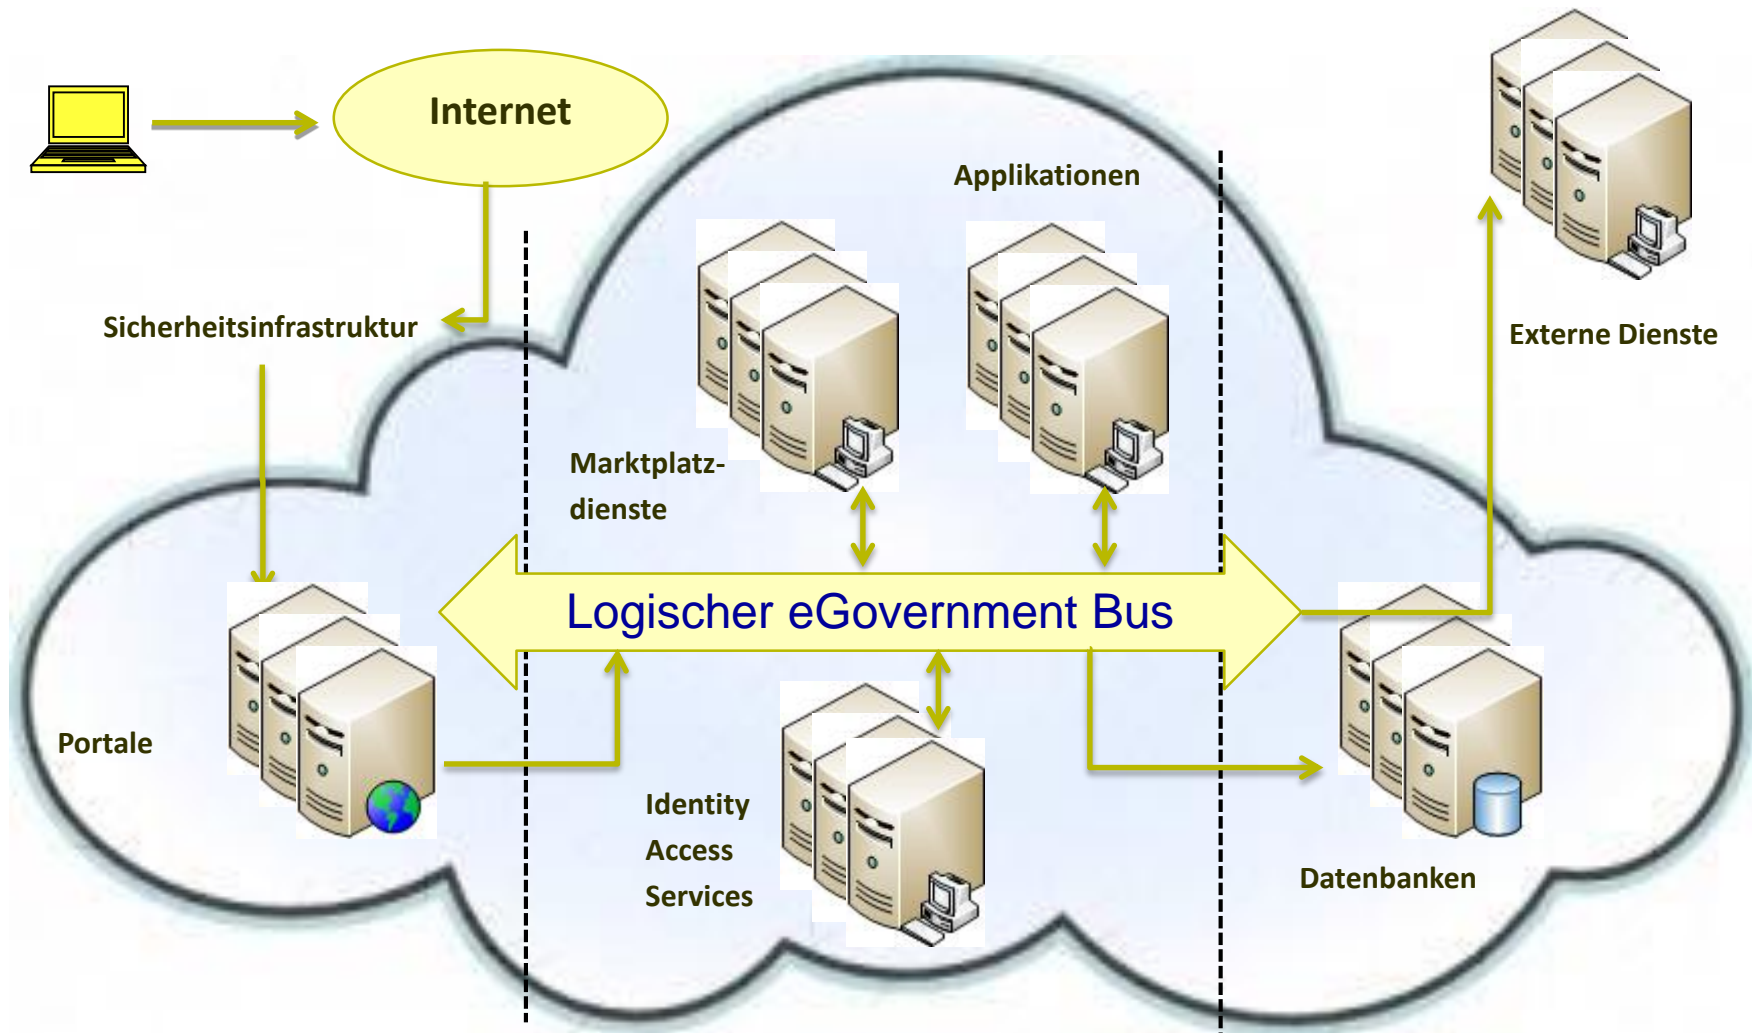 Internet
Applikationen
Sicherheitsinfrastruktur
Externe Dienste
Marktplatz-
dienste
Logischer eGovernment Bus
Portale
Identity
Access
Services
Datenbanken